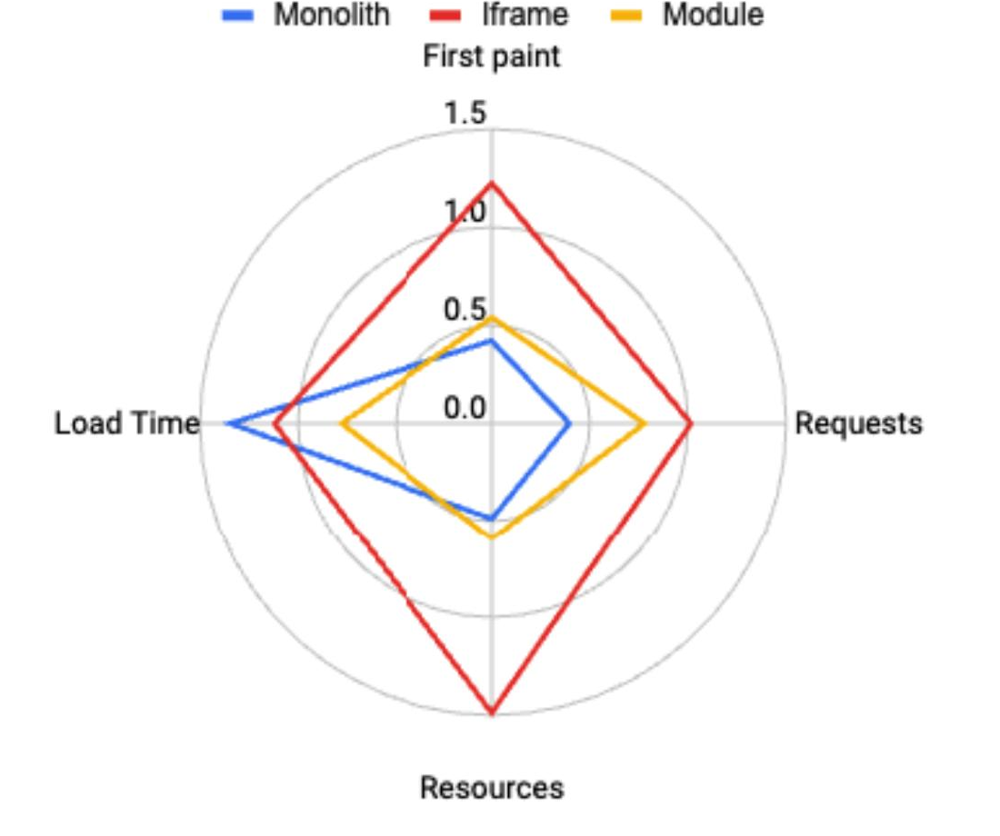 Monolith Iframe Module
First paint
1.5
1.0
0.5
0.0
Load Time
Requests
Resources